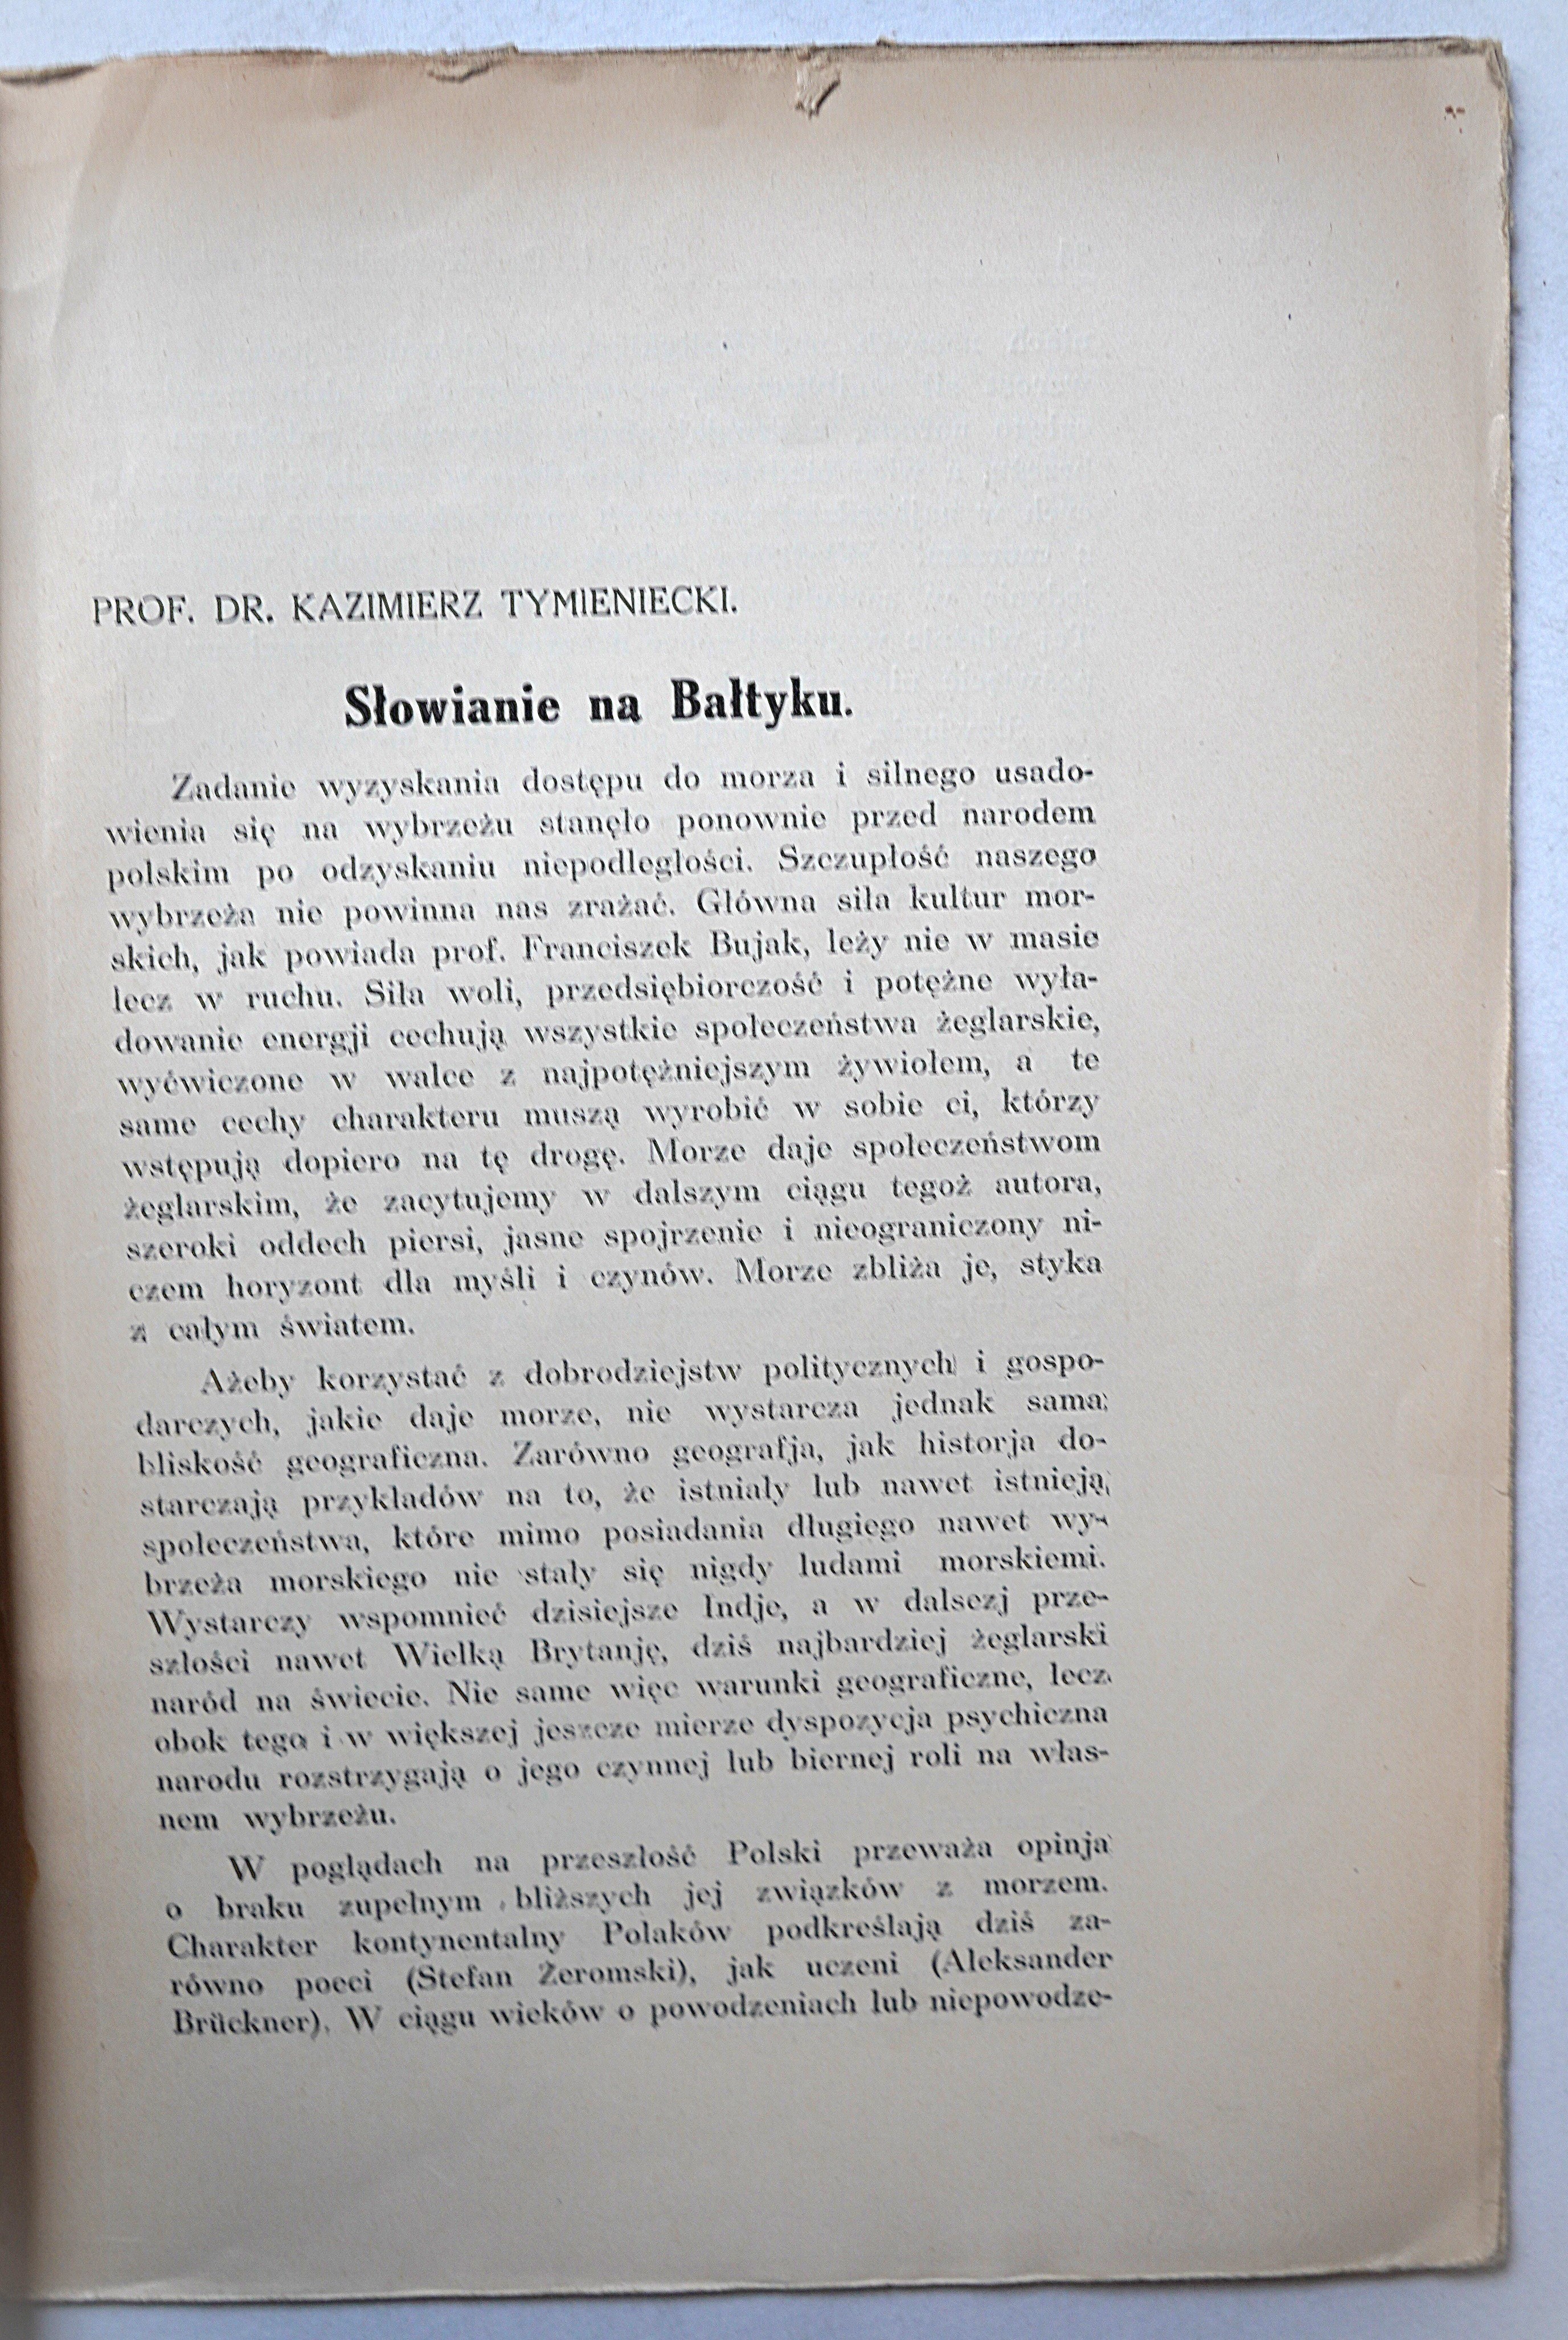 PROF. DR. KAZIMIERZ TYMIENIECKI.
Słowianie na Bałtyku.
Zadanie wyzyskania dostępu do morza i silnego usado-
wienia się na wybrzeżu stanęło ponownie przed narodem
polskim po odzyskaniu niepodległości. Szczupłość naszego
wybrzeża nie powinna nas zrażać. Główna siła kultur mor-
skich, jak powiada prof. Franciszek Bujak, leży nie w masie
lecz w ruchu. Siła woli, przedsiębiorczość i potężne wyła-
dowanie energji cechują wszystkie społeczeństwa żeglarskie,
wyćwiczone w walce z najpotężniejszym żywiołem, a te
same cechy charakteru muszą wyrobić w sobie ci, którzy
wstępują dopiero na tę drogę. Morze daje społeczeństwom
żeglarskim, że zacytujemy w dalszym ciągu tegoż autora,
szeroki oddech piersi, jasne spojrzenie i nieograniczony ni-
czem horyzont dla myśli i czynów. Morze zbliża je, styka
z całym światem.
Ażeby korzystać z dobrodziejstw politycznych i gospo-
darczych, jakie daje morze, nie wystarcza jednak sama
bliskość geograficzna. Zarówno geografja, jak historja do-
starczają przykładów na to, że istniały lub nawet istnieją
społeczeństwa, które mimo posiadania długiego nawet wy-
brzeża morskiego nie stały się nigdy ludami morskiemi.
Wystarczy wspomnieć dzisiejsze Indje, a w dalsezj prze-
szłości nawet Wielką Brytanję, dziś najbardziej żeglarski
naród na świecie. Nie same więc warunki geograficzne, lecz
obok tego i w większej jeszcze mierze dyspozycja psychiczna
narodu rozstrzygają o jego czynnej lub biernej roli na włas-
nem wybrzeżu.
W poglądach na przeszłość Polski przeważa opinja
o braku zupełnym bliższych jej związków z morzem.
Charakter kontynentalny Polaków podkreślają dziś za-
równo poeci (Stefan Żeromski), jak uczeni (Aleksander
Brückner). W ciągu wieków o powodzeniach lub niepowodze-